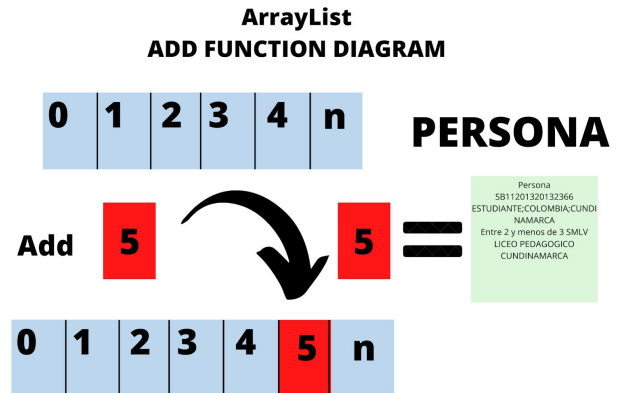 ArrayList
ADD FUNCTION DIAGRAM
0 1 2 3 4 n
PERSONA
Add 5
5
Persona
SB11201320132366
ESTUDIANTE;COLOMBIA;CUNDI
NAMARCA
Entre 2 y menos de 3 SMLV
LICEO PEDAGOGICO
CUNDINAMARCA
0 1 2 3 4 5 n